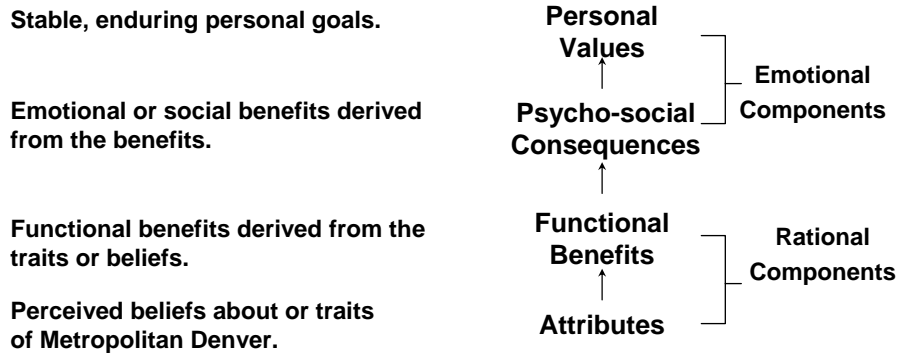 Stable, enduring personal goals.
Personal
Values
Emotional
Components
Emotional or social benefits derived
from the benefits.
Psycho-social
Consequences
Functional benefits derived from the
traits or beliefs.
Functional
Benefits
Rational
Components
Perceived beliefs about or traits
of Metropolitan Denver.
Attributes